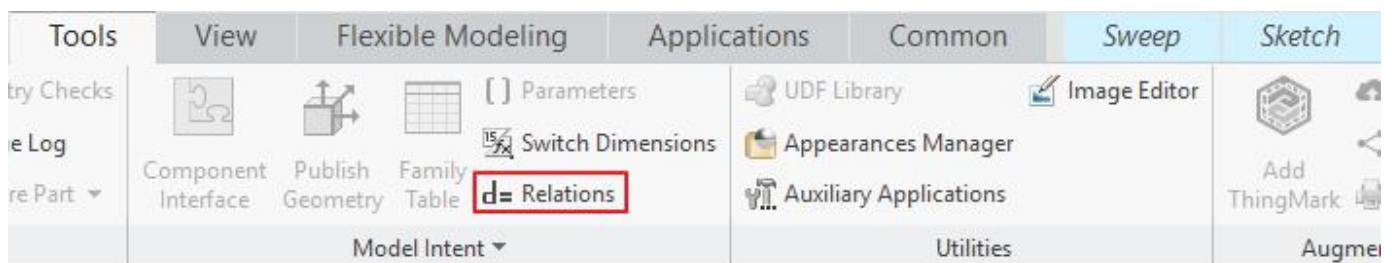 Tools View Flexible Modeling Applications Common Sweep Sketch
try Checks [ ] Parameters UDF Library Image Editor
e Log Switch Dimensions Appearances Manager
Component Interface Publish Geometry Family Table Add ThingMark
re Part d= Relations Auxiliary Applications
Model Intent Utilities Augme